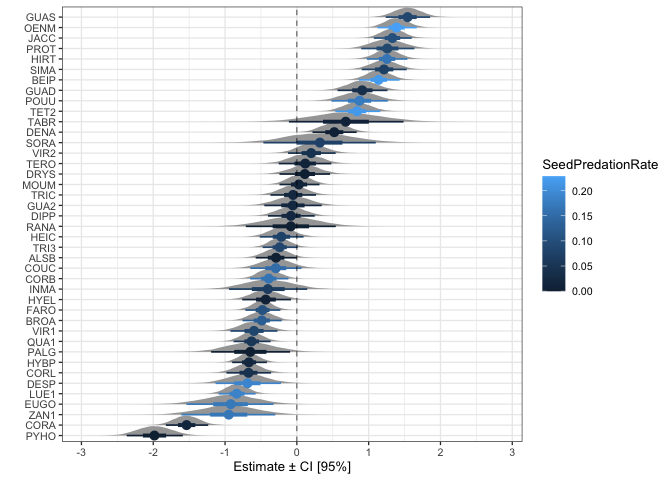 GUAS
OENM
JACC
PROT
HIRT
SIMA
BEIP
GUAD
POUU
TET2
TABR
DENA
SORA
VIR2
TERO
DRYS
MOUM
TRIC
GUA2
DIPP
RANA
HEIC
TRI3
ALSB
COUC
CORB
INMA
HYEL
FARO
BROA
VIR1
QUA1
PALG
HYBP
CORL
DESP
LUE1
EUGO
ZAN1
CORA
PYHO
-3 -2 -1 0 1 2 3
Estimate ± CI [95%]
SeedPredationRate
0.20
0.15
0.10
0.05
0.00